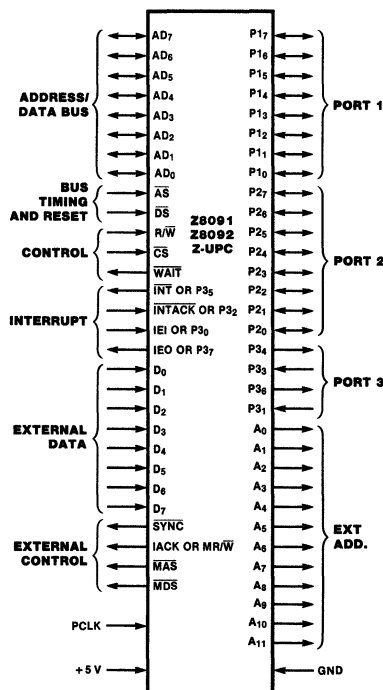 ADDRESS/
DATA BUS
AD7
AD6
AD5
AD4
AD3
AD2
AD1
AD0
BUS
TIMING
AND RESET
AS
DS
CONTROL
R/W
CS
WAIT
INTERRUPT
INT OR P35
INTACK OR P32
IEI OR P30
IEO OR P37
EXTERNAL
DATA
D0
D1
D2
D3
D4
D5
D6
D7
EXTERNAL
CONTROL
SYNC
IACK OR MR/W
MAS
MDS
PCLK
+5 V
Z8091
Z8092
Z-UPC
P17
P16
P15
P14
P13
P12
P11
P10
PORT 1
P27
P26
P25
P24
P23
P22
P21
P20
PORT 2
P34
P33
P36
P31
PORT 3
A0
A1
A2
A3
A4
A5
A6
A7
A8
A9
A10
A11
EXT
ADD.
GND